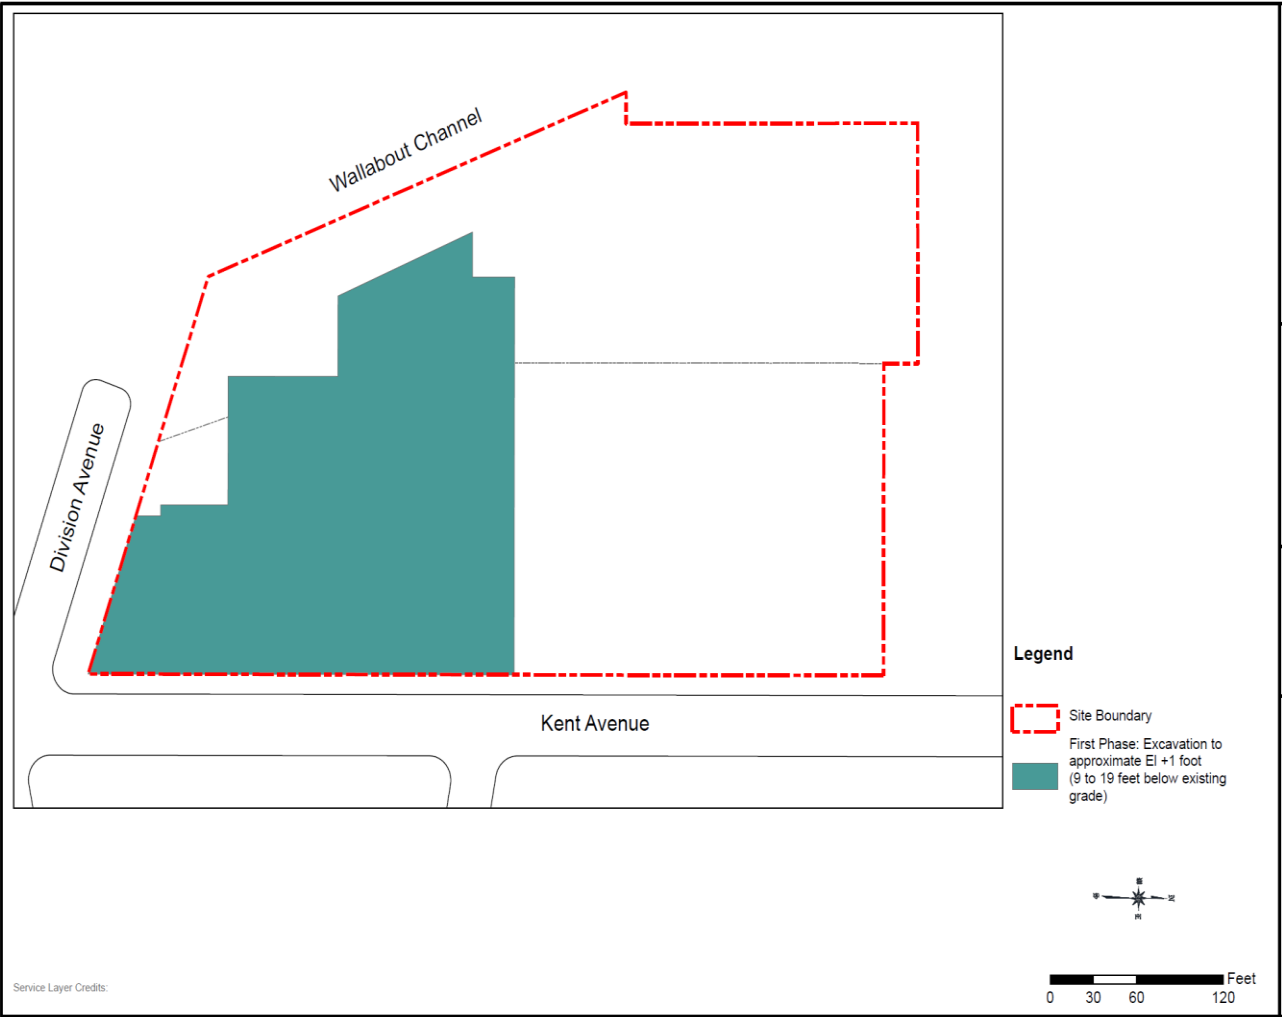 Wallabout Channel
Division Avenue
Kent Avenue
Legend
Site Boundary
First Phase: Excavation to
approximate El +1 foot
(9 to 19 feet below existing
grade)
Feet
0 30 60 120
Service Layer Credits: